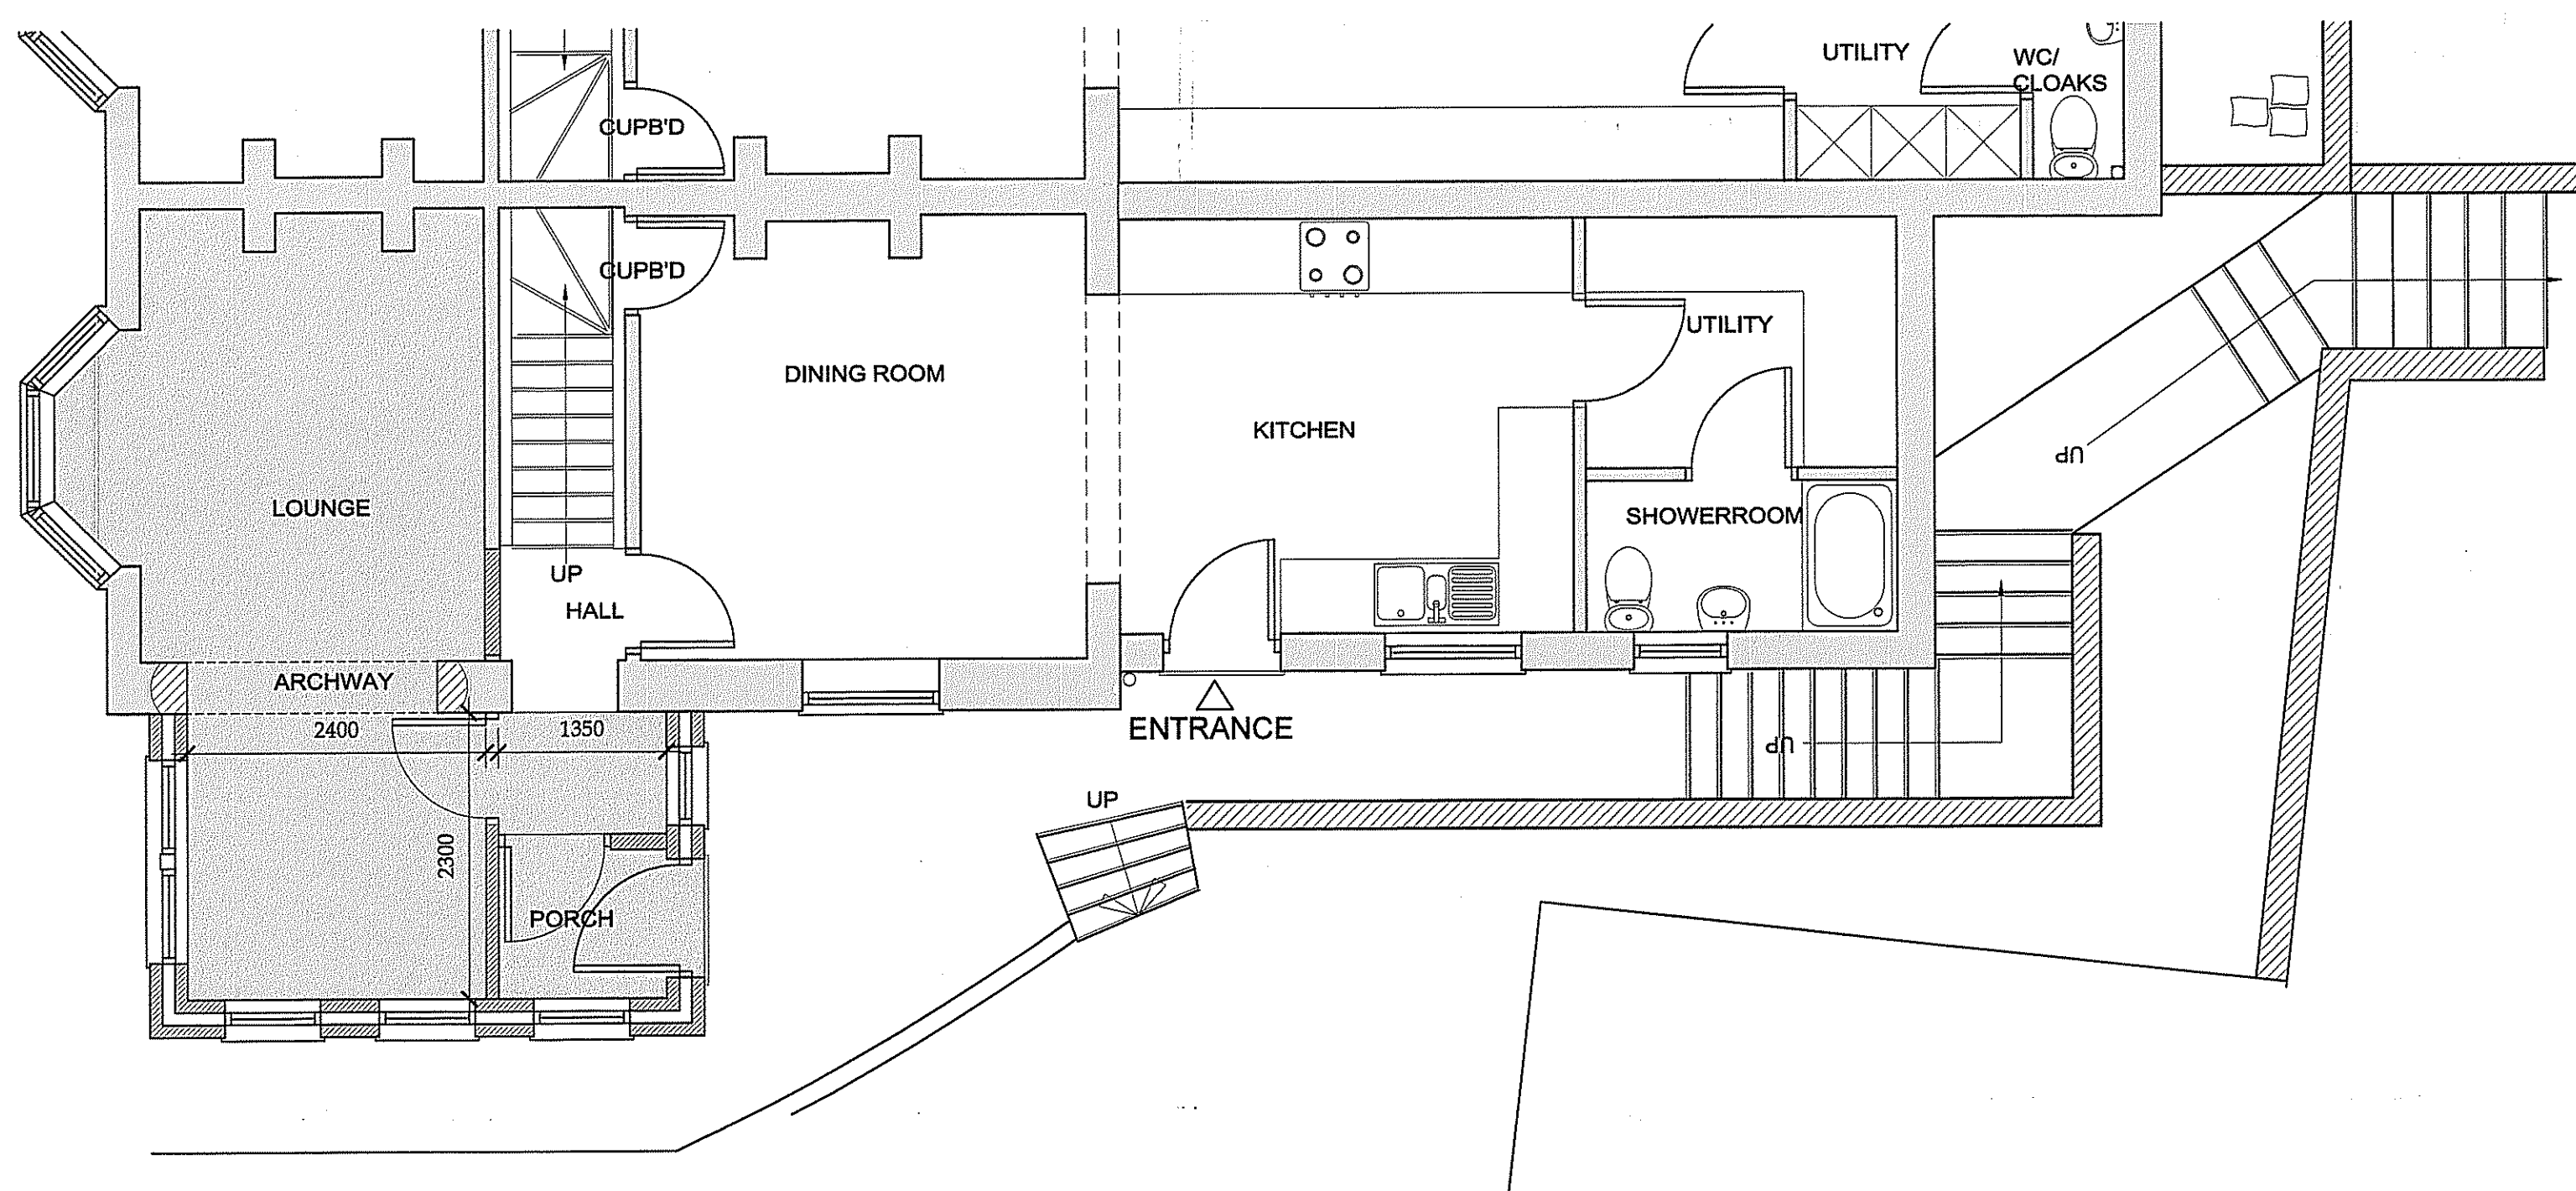 UTILITY
WC/
CLOAKS
CUPB'D
CUPB'D
UTILITY
DINING ROOM
KITCHEN
UP
LOUNGE
SHOWERROOM
UP
HALL
ARCHWAY
2400
1350
ENTRANCE
UP
UP
2300
PORCH